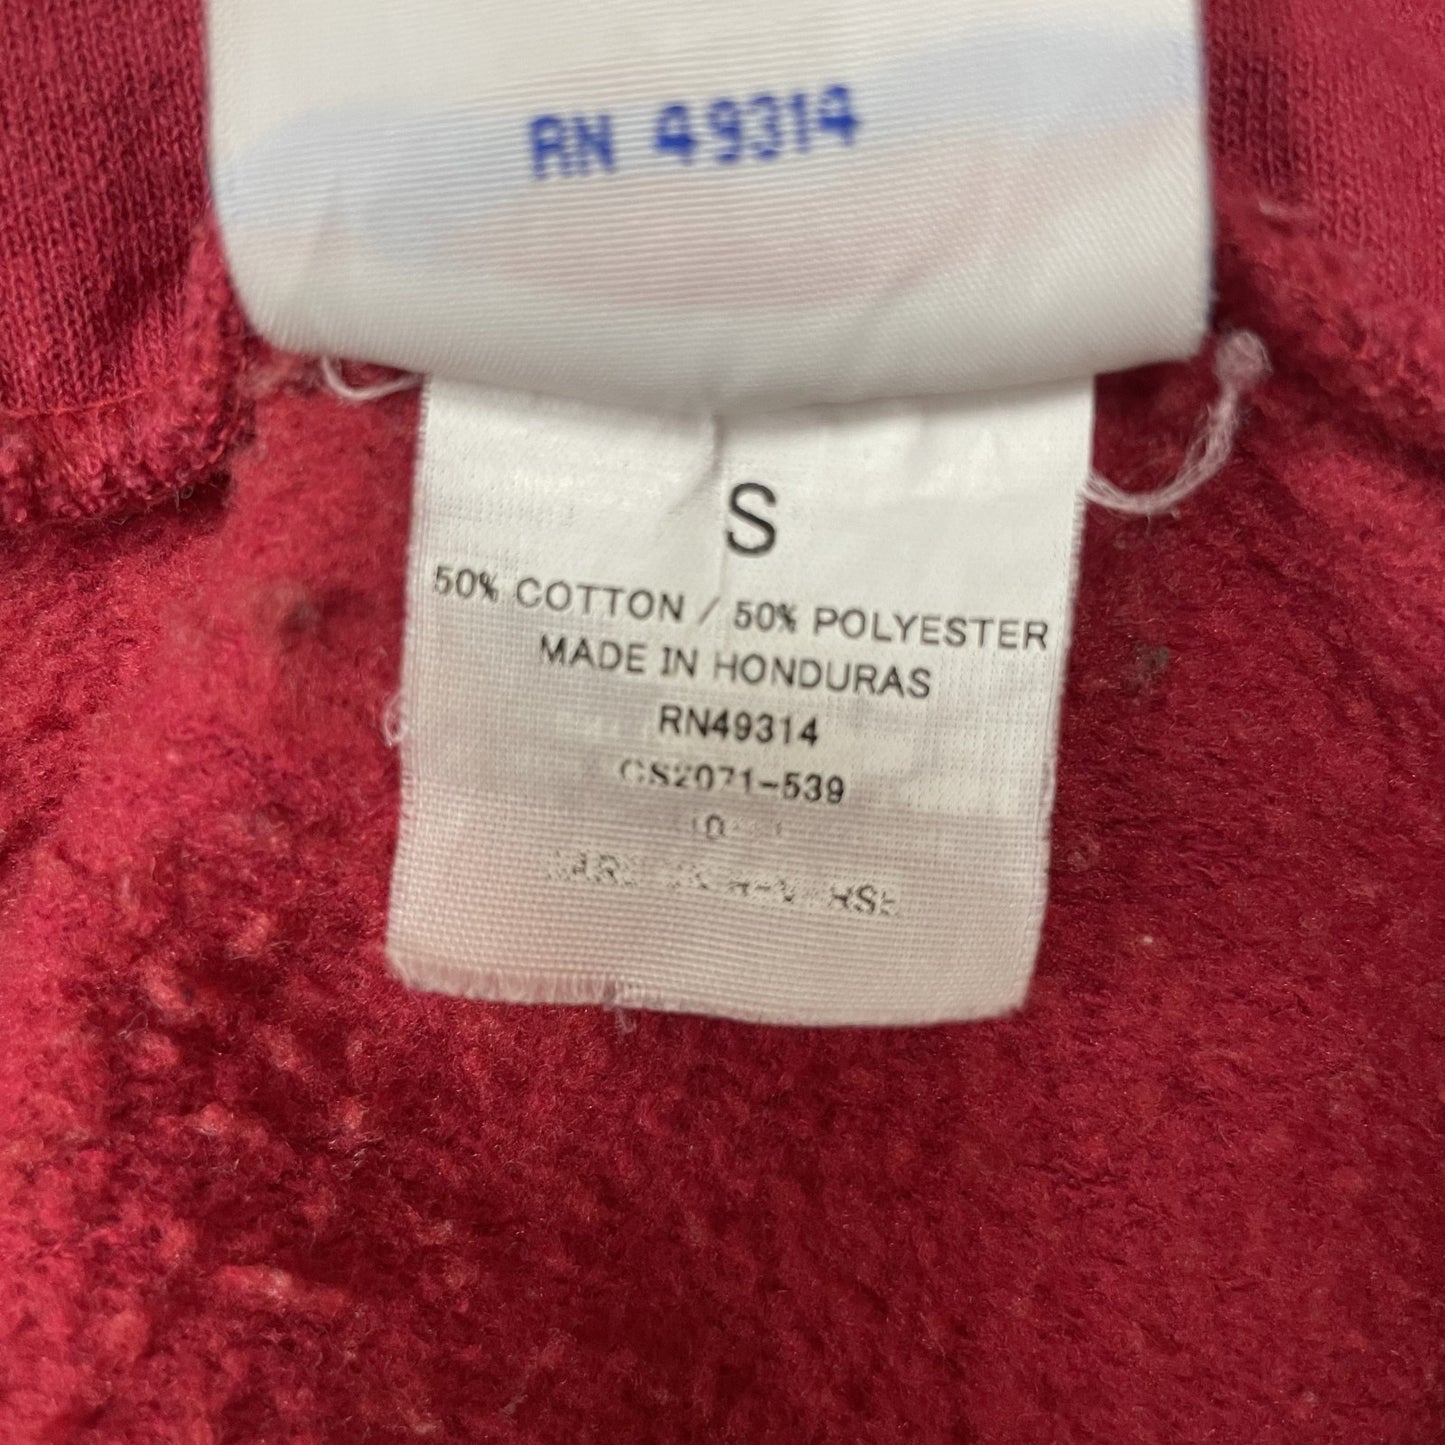 RN 49314
S
50% COTTON / 50% POLYESTER
MADE IN HONDURAS
RN49314
CS2071-539